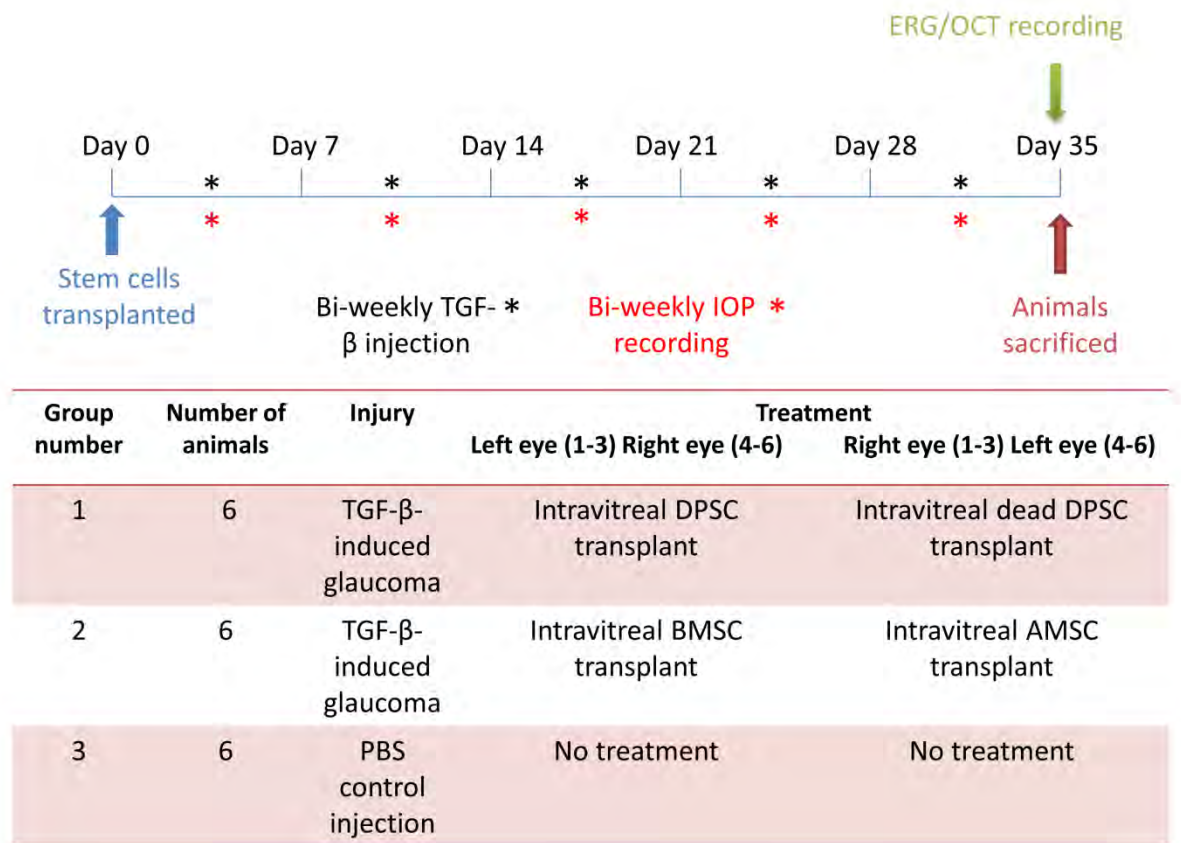 ERG/OCT recording
Day 0 Day 7 Day 14 Day 21 Day 28 Day 35
* * * * *
* * * * *
Stem cells
transplanted
Bi-weekly TGF- *
β injection
Bi-weekly IOP *
recording
Animals
sacrificed
Group number Number of animals Injury Treatment
Left eye (1-3) Right eye (4-6) Right eye (1-3) Left eye (4-6)
1 6 TGF-β- Intravitreal DPSC Intravitreal dead DPSC
induced transplant transplant
glaucoma
2 6 TGF-β- Intravitreal BMSC Intravitreal AMSC
induced transplant transplant
glaucoma
3 6 PBS No treatment No treatment
control
injection